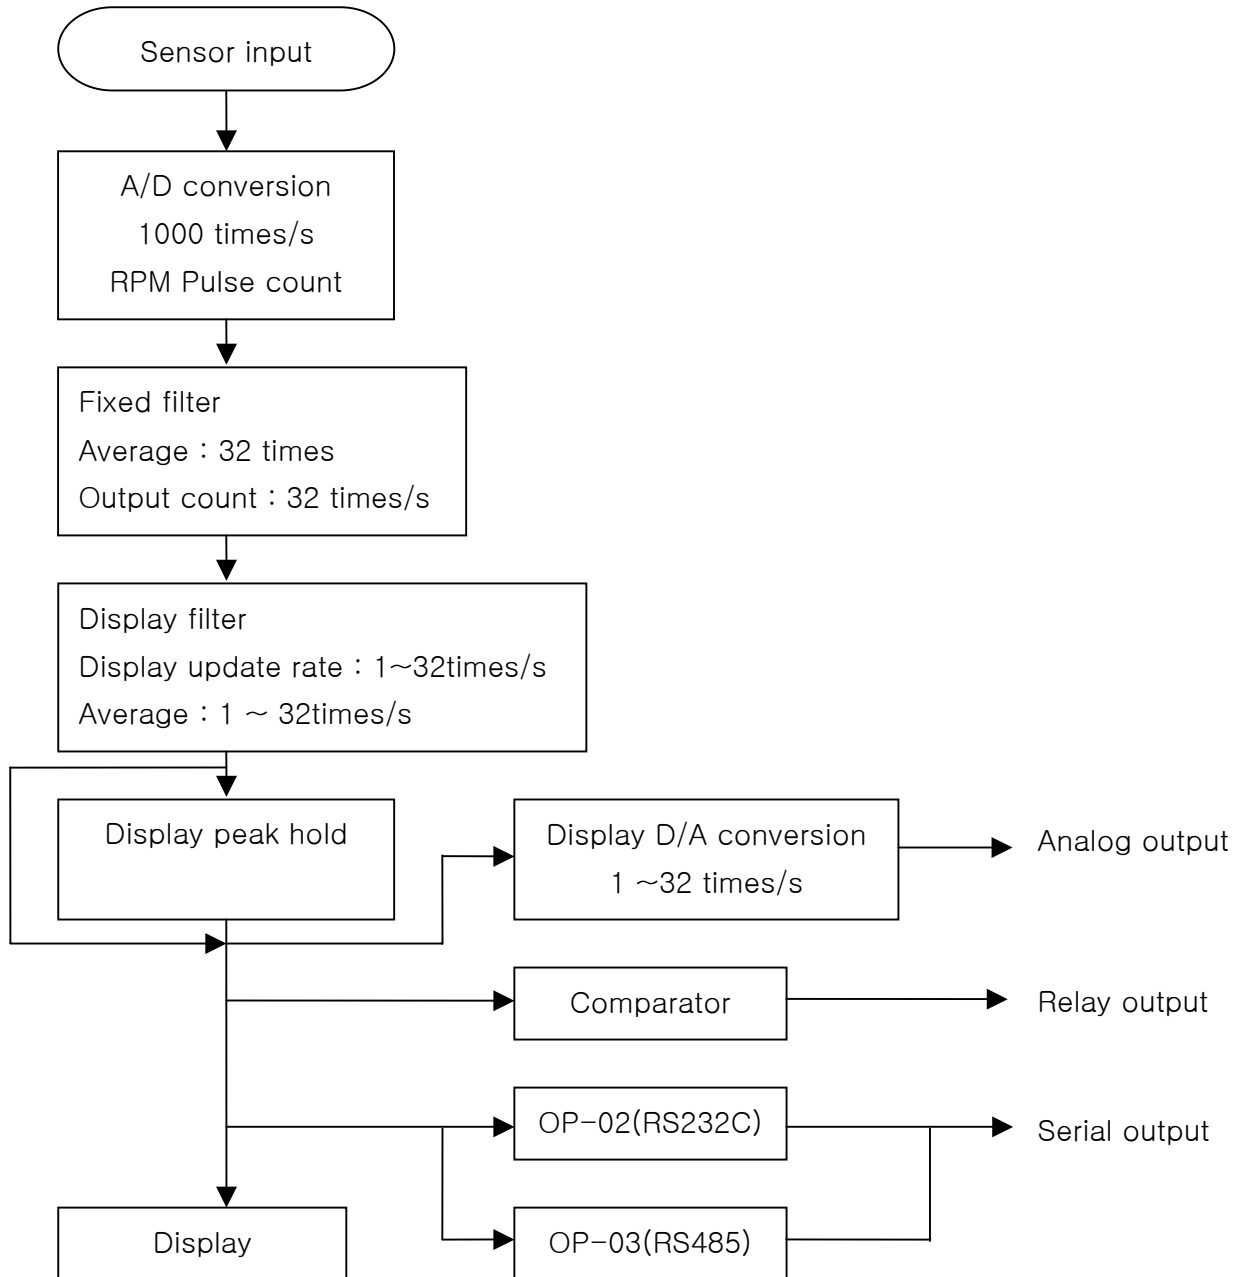 Sensor input
A/D conversion
1000 times/s
RPM Pulse count
Fixed filter
Average : 32 times
Output count : 32 times/s
Display filter
Display update rate : 1~32times/s
Average : 1 ~ 32times/s
Display peak hold
Display D/A conversion
1 ~32 times/s
Analog output
Comparator
Relay output
OP-02(RS232C)
Serial output
Display
OP-03(RS485)